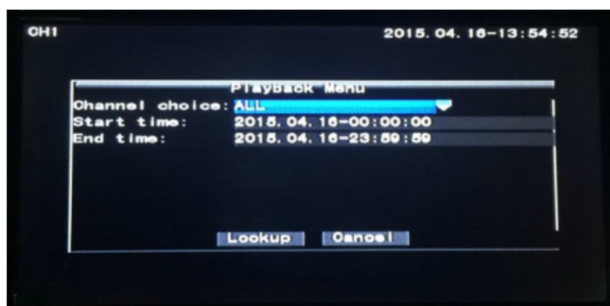 CH1 2015.04.16-13:54:52
Playback Menu
Channel choice: ALL
Start time: 2015.04.16-00:00:00
End time: 2015.04.16-23:59:59
Lookup Cancel